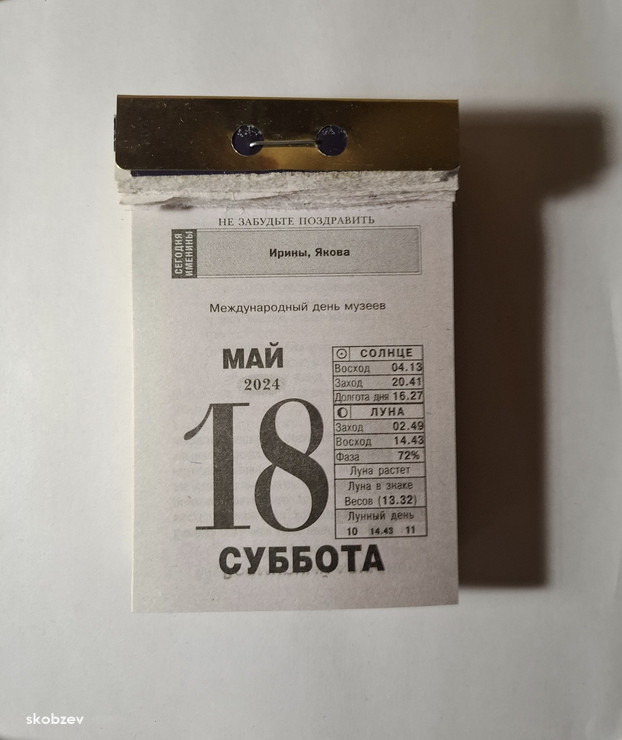 НЕ ЗАБУДЬТЕ ПОЗДРАВИТЬ
СЕГОДНЯ
ИМЕНИНЫ
Ирины, Якова
Международный день музеев
МАЙ
2024
18
СУББОТА
СОЛНЦЕ
Восход 04.13
Заход 20.41
Долгота дня 16.27
ЛУНА
Заход 02.49
Восход 14.43
Фаза 72%
Луна растет
Луна в знаке
Весов (13.32)
Лунный день
10 14.43 11
skobzev